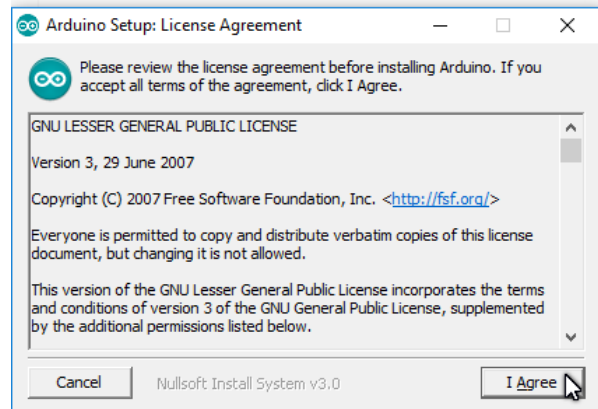 Arduino Setup: License Agreement
Please review the license agreement before installing Arduino. If you
accept all terms of the agreement, click I Agree.
GNU LESSER GENERAL PUBLIC LICENSE
Version 3, 29 June 2007
Copyright (C) 2007 Free Software Foundation, Inc. <http://fsf.org/>
Everyone is permitted to copy and distribute verbatim copies of this license
document, but changing it is not allowed.
This version of the GNU Lesser General Public License incorporates the terms
and conditions of version 3 of the GNU General Public License, supplemented
by the additional permissions listed below.
Cancel Nullsoft Install System v3.0 I Agree